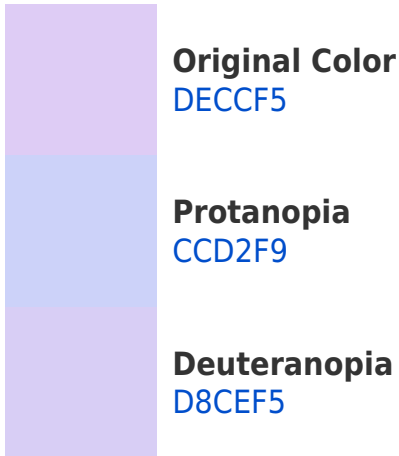 Original Color
DECCF5
Protanopia
CCD2F9
Deuteranopia
D8CEF5